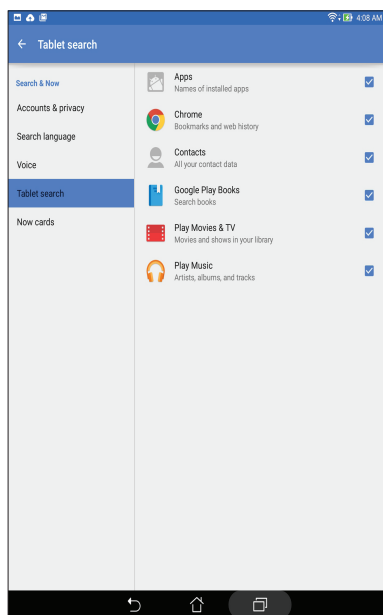 4:08 AM
Tablet search
Search & Now
Accounts & privacy
Search language
Voice
Tablet search
Now cards
Apps
Names of installed apps
Chrome
Bookmarks and web history
Contacts
All your contact data
Google Play Books
Search books
Play Movies & TV
Movies and shows in your library
Play Music
Artists, albums, and tracks